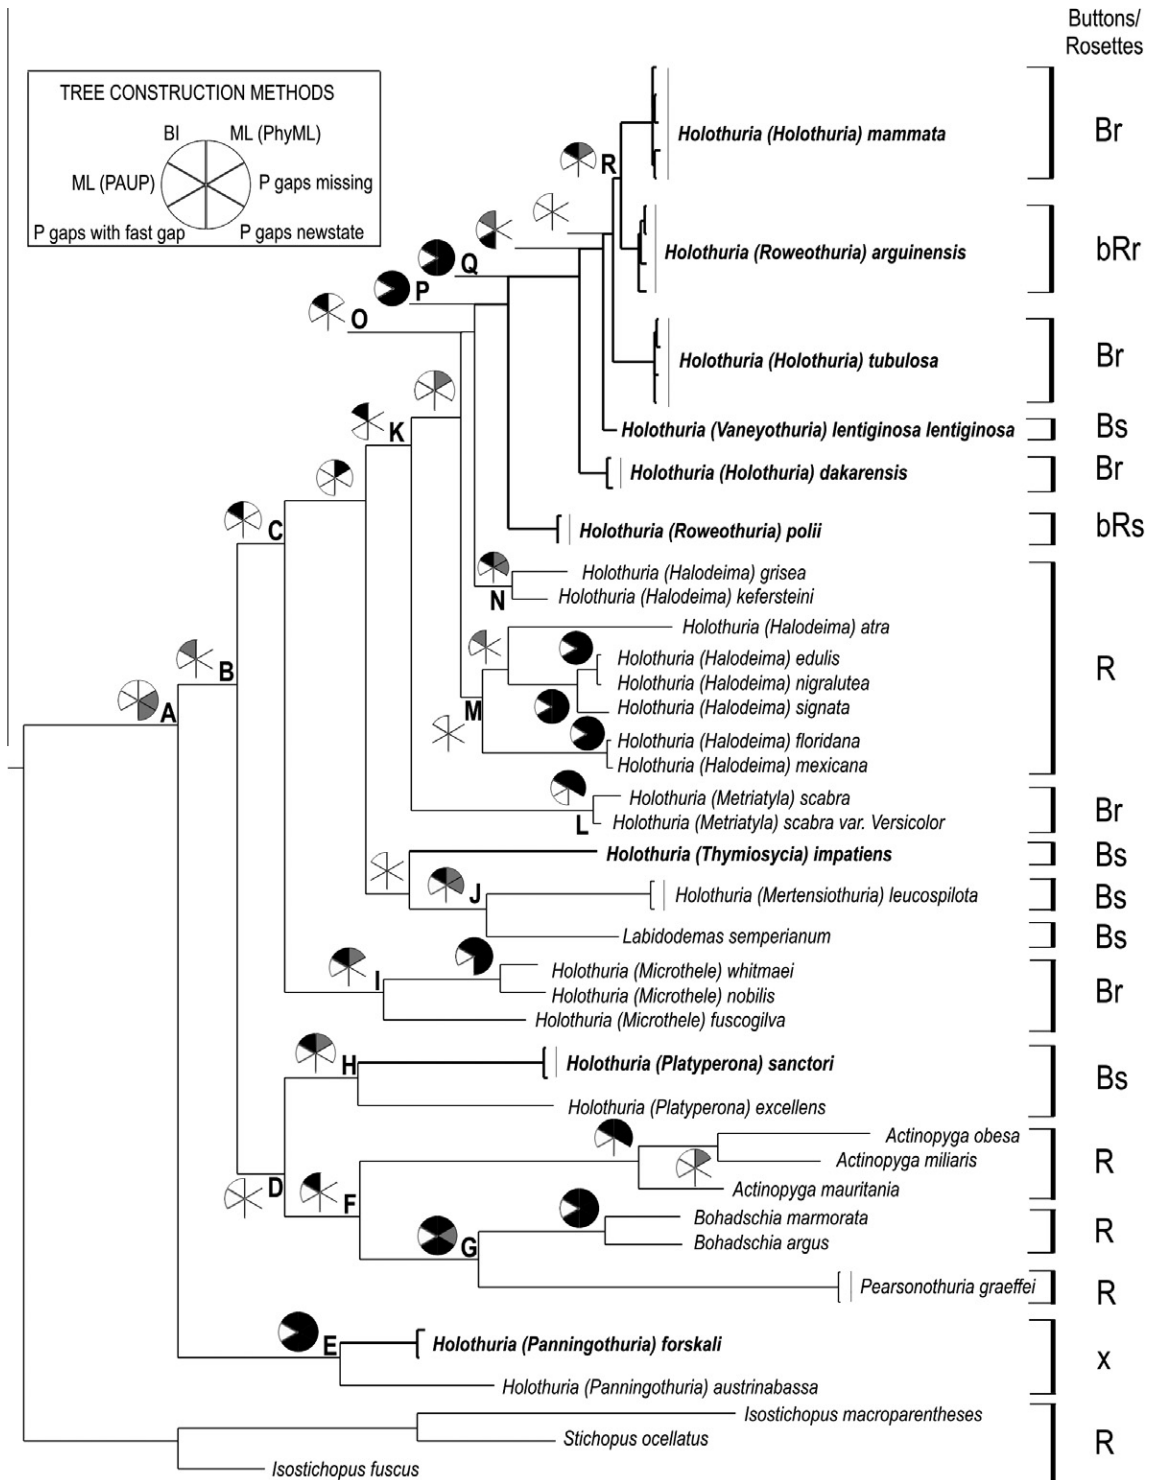 Buttons/
Rosettes
TREE CONSTRUCTION METHODS
BI
ML (PhyML)
ML (PAUP)
P gaps missing
P gaps with fast gap
P gaps newstate
Holothuria (Holothuria) mammata
Br
R
Holothuria (Roweothuria) arguinensis
bRr
Q
P
O
Holothuria (Holothuria) tubulosa
Br
K
Holothuria (Vaneyothuria) lentiginosa lentiginosa
Bs
Holothuria (Holothuria) dakarensis
Br
C
Holothuria (Roweothuria) polii
bRs
Holothuria (Halodeima) grisea
N
Holothuria (Halodeima) kefersteini
Holothuria (Halodeima) atra
Holothuria (Halodeima) edulis
R
B
Holothuria (Halodeima) nigralutea
A
M
Holothuria (Halodeima) signata
Holothuria (Halodeima) floridana
Holothuria (Halodeima) mexicana
Holothuria (Metriatyla) scabra
Br
L
Holothuria (Metriatyla) scabra var. Versicolor
Holothuria (Thymiosycia) impatiens
Bs
J
Holothuria (Mertensiothuria) leucospilota
Bs
Labidodemas semperianum
Bs
Holothuria (Microthele) whitmaei
I
Holothuria (Microthele) nobilis
Br
Holothuria (Microthele) fuscogilva
H
Holothuria (Platyperona) sanctori
Bs
Holothuria (Platyperona) excellens
Actinopyga obesa
Actinopyga miliaris
R
D
F
Actinopyga mauritania
Bohadschia marmorata
R
G
Bohadschia argus
Pearsonothuria graeffei
R
E
Holothuria (Panningothuria) forskali
x
Holothuria (Panningothuria) austrinabassa
Isostichopus macroparentheses
Stichopus ocellatus
R
Isostichopus fuscus